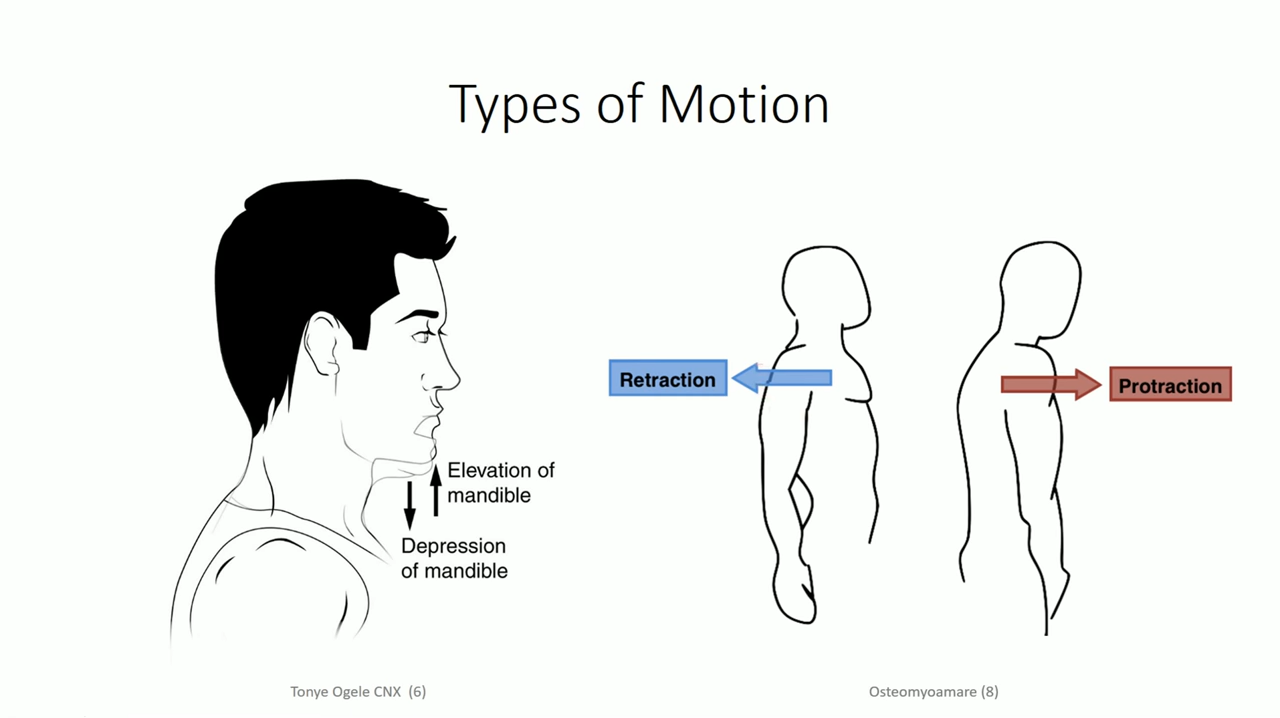 Types of Motion
Elevation of
mandible
Depression
of mandible
Retraction
Protraction
Tonye Ogele CNX (6)
Osteomyoamare (8)